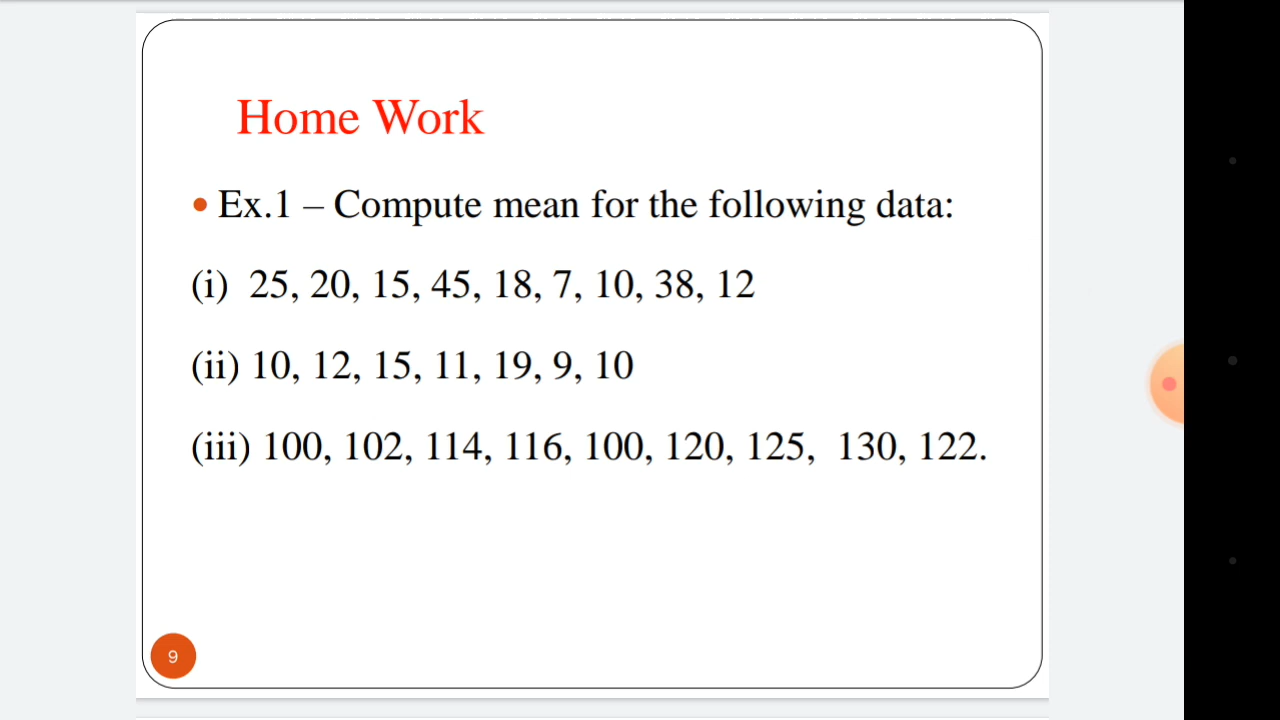 Home Work
• Ex.1 – Compute mean for the following data:
(i) 25, 20, 15, 45, 18, 7, 10, 38, 12
(ii) 10, 12, 15, 11, 19, 9, 10
(iii) 100, 102, 114, 116, 100, 120, 125, 130, 122.
9